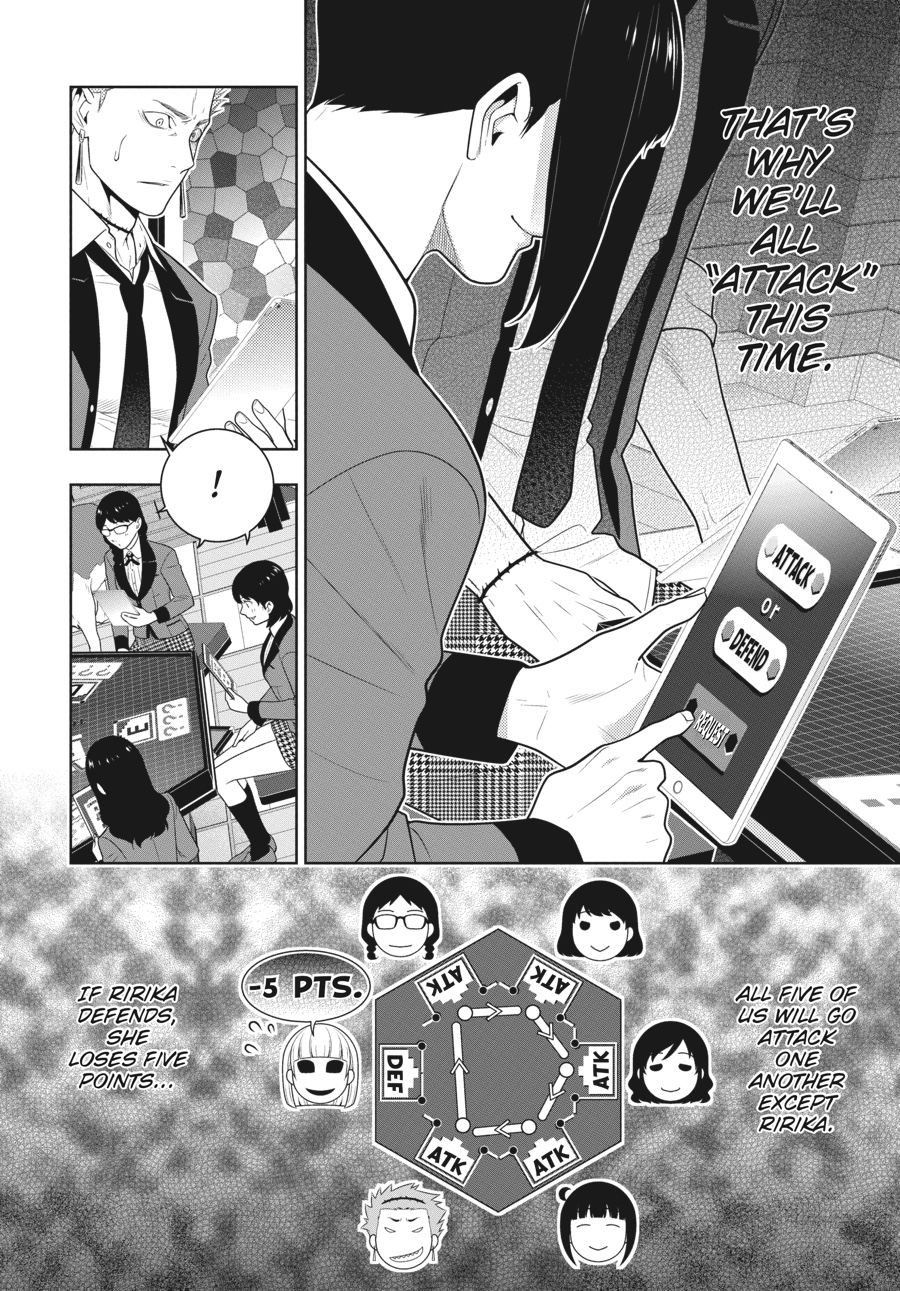 THAT'S
WHY
WE'LL
ALL
"ATTACK"
THIS
TIME.
ATTACK
or
DEFEND
REQUEST
!
E
??
??
-5 PTS.
ATK
ATK
DEF
ATK
ATK
ATK
ALL FIVE OF
US WILL GO
ATTACK
ONE
ANOTHER
EXCEPT
RIRIKA.
IF RIRIKA
DEFENDS,
SHE
LOSES FIVE
POINTS...